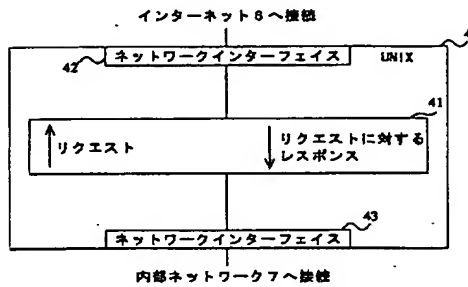 インターネット6へ接続
4
42
ネットワークインターフェイス
UNIX
41
リクエスト
リクエストに対する
レスポンス
43
ネットワークインターフェイス
内部ネットワーク7へ接続